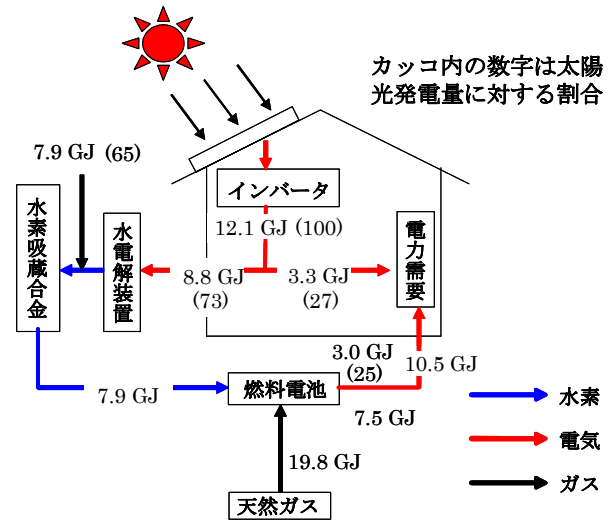 カッコ内の数字は太陽
光発電量に対する割合
7.9 GJ (65)
インバータ
12.1 GJ (100)
水素吸蔵合金
水電解装置
8.8 GJ
(73)
3.3 GJ
(27)
電力需要
3.0 GJ
(25)
10.5 GJ
7.9 GJ
燃料電池
7.5 GJ
19.8 GJ
天然ガス
水素
電気
ガス